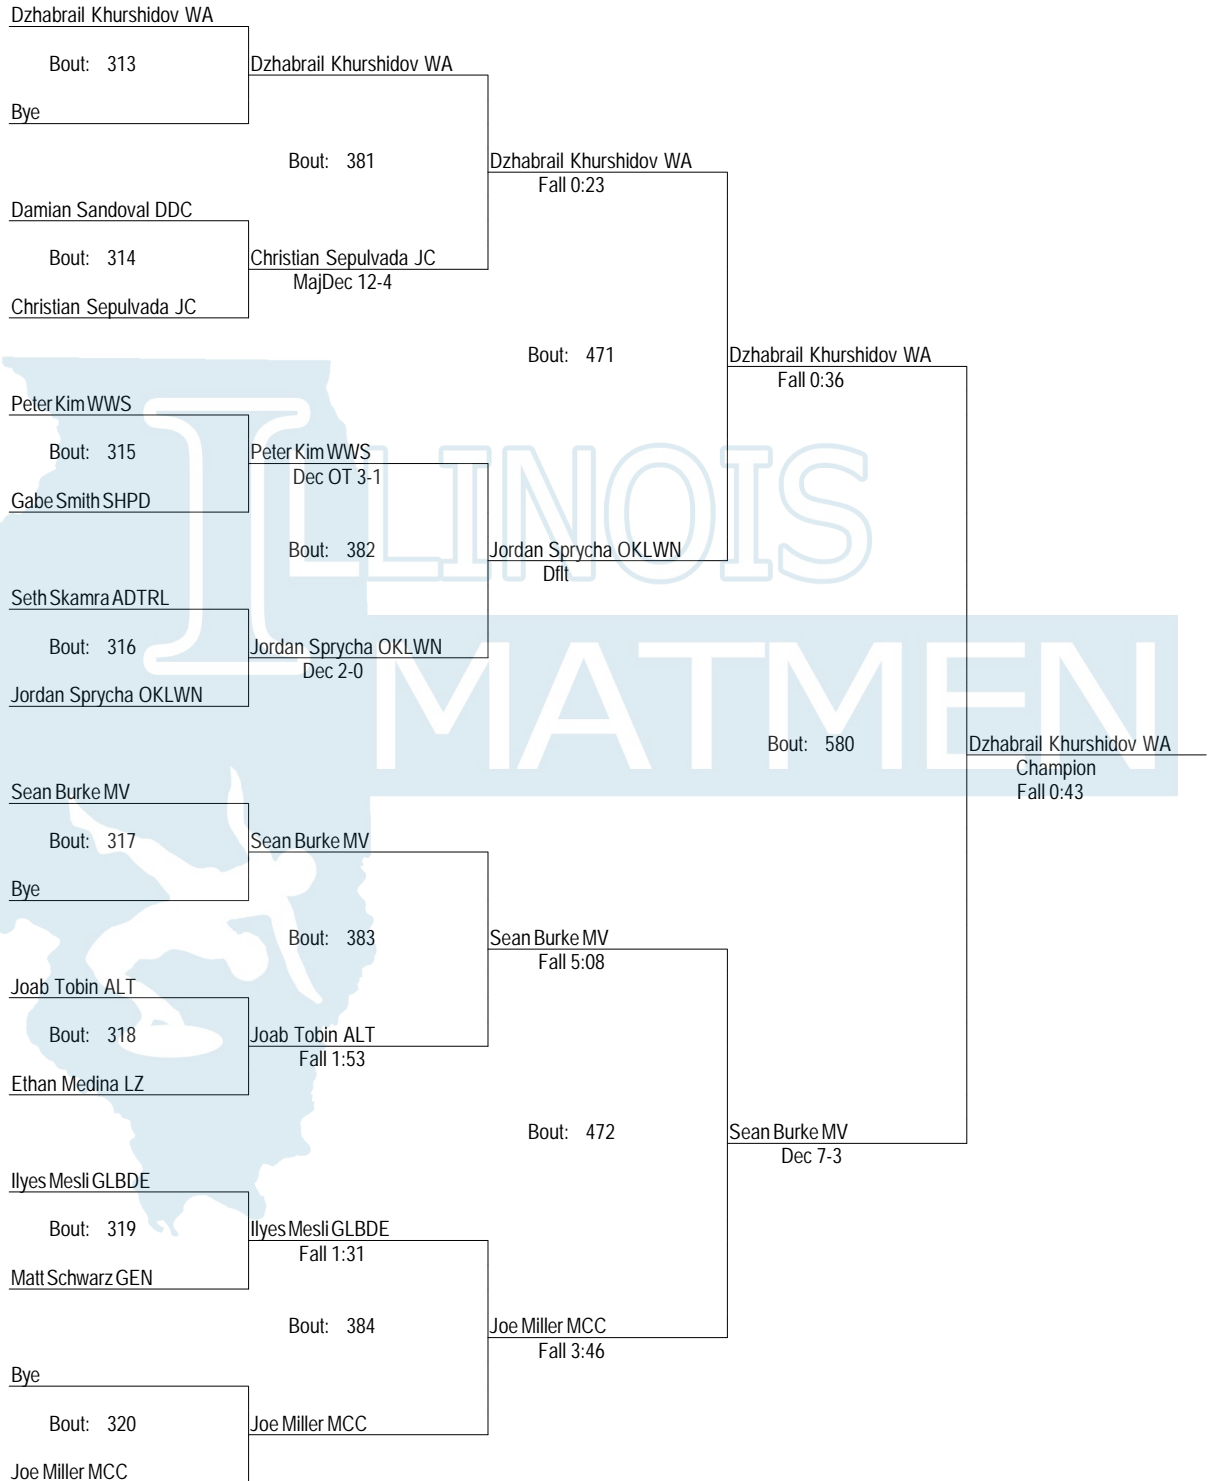 Dzhabrail Khurshidov WA
Bout: 313
Dzhabrail Khurshidov WA
Bye
Bout: 381
Dzhabrail Khurshidov WA
Fall 0:23
Damian Sandoval DDC
Bout: 314
Christian Sepulvada JC
MajDec 12-4
Christian Sepulvada JC
Bout: 471
Dzhabrail Khurshidov WA
Fall 0:36
Peter Kim WWS
Bout: 315
Peter Kim WWS
Dec OT 3-1
Gabe Smith SHPD
Bout: 382
Jordan Sprycha OKLWN
Dflt
Seth Skamra ADTRL
Bout: 316
Jordan Sprycha OKLWN
Dec 2-0
Jordan Sprycha OKLWN
ILLINOIS
MATMEN
Bout: 580
Dzhabrail Khurshidov WA
Champion
Fall 0:43
Sean Burke MV
Bout: 317
Sean Burke MV
Bye
Bout: 383
Sean Burke MV
Fall 5:08
Joab Tobin ALT
Bout: 318
Joab Tobin ALT
Fall 1:53
Ethan Medina LZ
Bout: 472
Sean Burke MV
Dec 7-3
Ilyes Mesli GLBDE
Bout: 319
Ilyes Mesli GLBDE
Fall 1:31
Matt Schwarz GEN
Bout: 384
Joe Miller MCC
Fall 3:46
Bye
Bout: 320
Joe Miller MCC
Joe Miller MCC